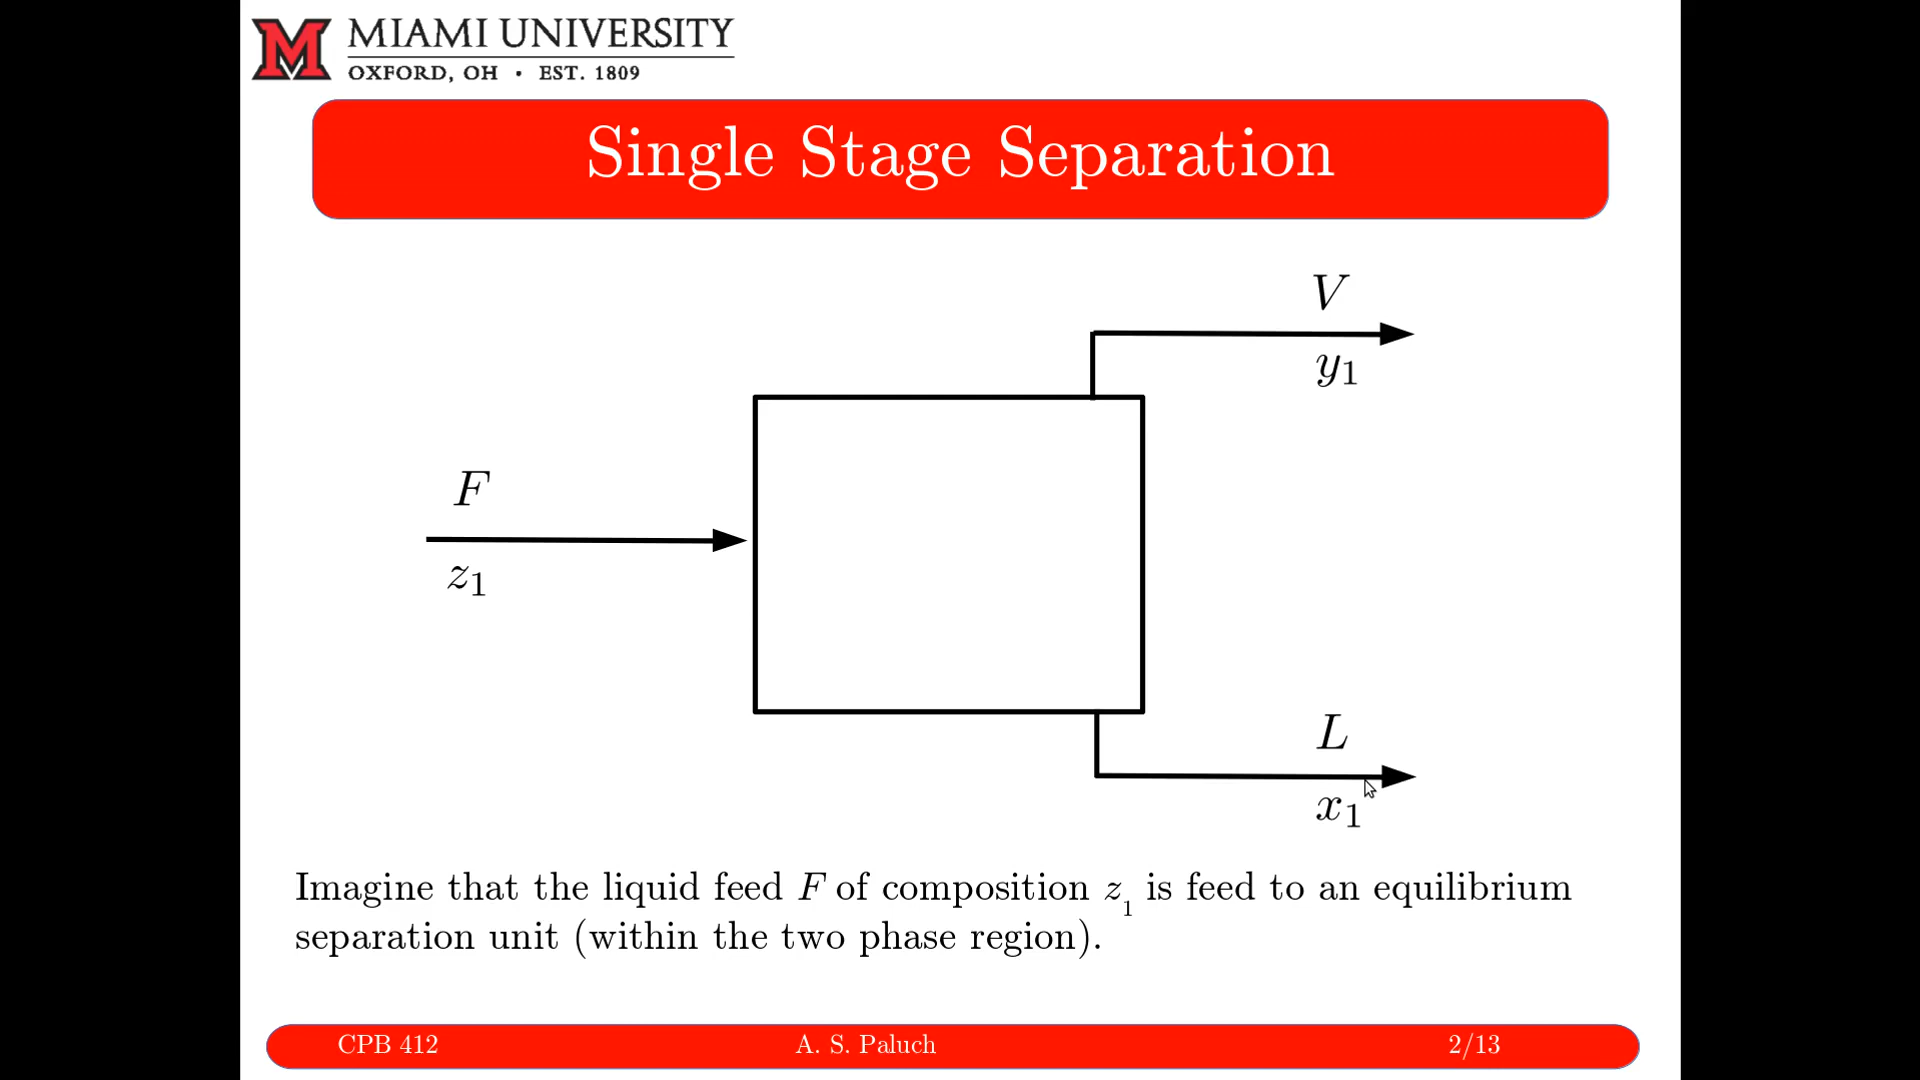 MIAMI UNIVERSITY
OXFORD, OH • EST. 1809
Single Stage Separation
V
y₁
F
z₁
L
x₁
Imagine that the liquid feed F of composition z₁ is feed to an equilibrium
separation unit (within the two phase region).
CPB 412 A. S. Paluch 2/13